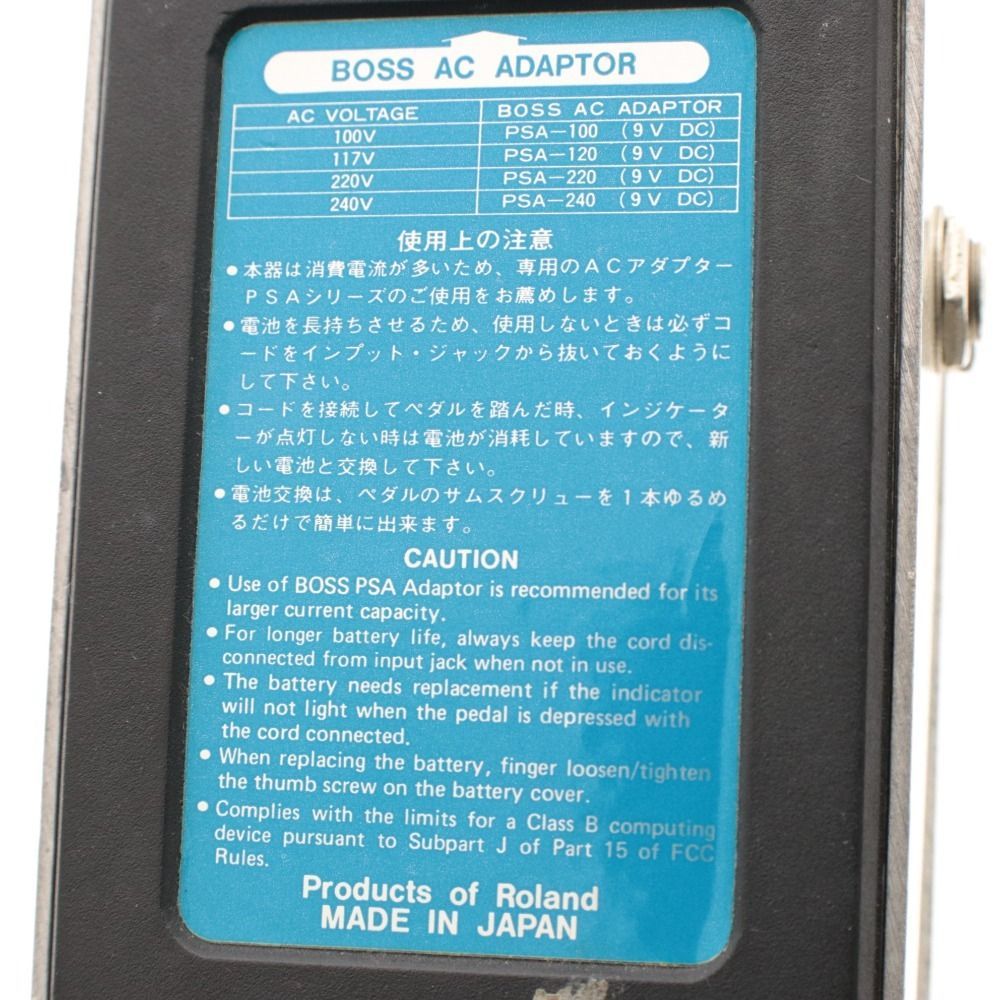 BOSS AC ADAPTOR
AC VOLTAGE BOSS AC ADAPTOR
100V PSA-100 (9V DC)
117V PSA-120 (9V DC)
220V PSA-220 (9V DC)
240V PSA-240 (9V DC)
使用上の注意
●本器は消費電流が多いため、専用のACアダプター
PSAシリーズのご使用をお薦めします。
●電池を長持ちさせるため、使用しないときは必ずコ
ードをインプット・ジャックから抜いておくように
して下さい。
●コードを接続してペダルを踏んだ時、インジケータ
ーが点灯しない時は電池が消耗していますので、新
しい電池と交換して下さい。
●電池交換は、ペダルのサムスクリューを1本ゆるめ
るだけで簡単に出来ます。
CAUTION
● Use of BOSS PSA Adaptor is recommended for its
larger current capacity.
● For longer battery life, always keep the cord dis-
connected from input jack when not in use.
● The battery needs replacement if the indicator
will not light when the pedal is depressed with
the cord connected.
● When replacing the battery, finger loosen/tighten
the thumb screw on the battery cover.
● Complies with the limits for a Class B computing
device pursuant to Subpart J of Part 15 of FCC
Rules.
Products of Roland
MADE IN JAPAN